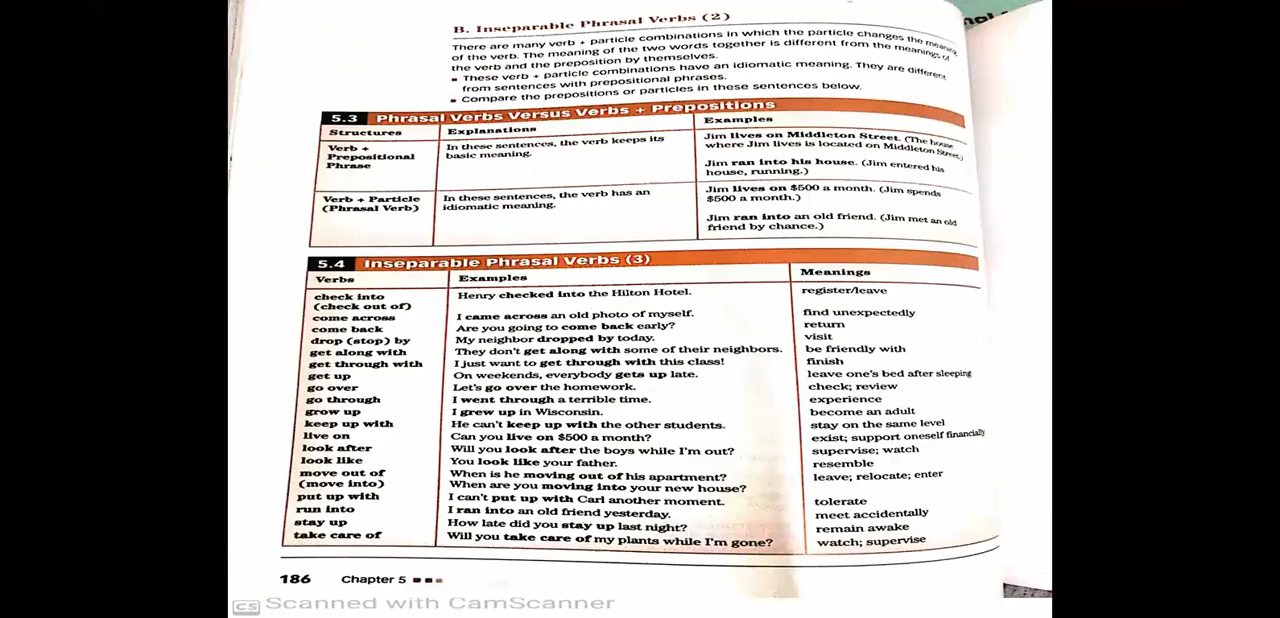 B. Inseparable Phrasal Verbs (2)
There are many verb + particle combinations in which the particle changes the meaning
of the verb. The meaning of the two words together is different from the meanings of
the verb and the preposition by themselves.
▪ These verb + particle combinations have an idiomatic meaning. They are different
from sentences with prepositional phrases.
▪ Compare the prepositions or particles in these sentences below.
5.3 Phrasal Verbs Versus Verbs + Prepositions
Structures Explanations Examples
Verb +
Prepositional
Phrase
In these sentences, the verb keeps its
basic meaning.
Jim lives on Middleton Street. (The house
where Jim lives is located on Middleton Street.)
Jim ran into his house. (Jim entered his
house, running.)
Verb + Particle
(Phrasal Verb)
In these sentences, the verb has an
idiomatic meaning.
Jim lives on $500 a month. (Jim spends
$500 a month.)
Jim ran into an old friend. (Jim met an old
friend by chance.)
5.4 Inseparable Phrasal Verbs (3)
Verbs Examples Meanings
check into Henry checked into the Hilton Hotel. register/leave
(check out of)
come across I came across an old photo of myself. find unexpectedly
come back Are you going to come back early? return
drop (stop) by My neighbor dropped by today. visit
get along with They don't get along with some of their neighbors. be friendly with
get through with I just want to get through with this class! finish
get up On weekends, everybody gets up late. leave one's bed after sleeping
go over Let's go over the homework. check; review
go through I went through a terrible time. experience
grow up I grew up in Wisconsin. become an adult
keep up with He can't keep up with the other students. stay on the same level
live on Can you live on $500 a month? exist; support oneself financially
look after Will you look after the boys while I'm out? supervise; watch
look like You look like your father. resemble
move out of When is he moving out of his apartment? leave; relocate; enter
(move into) When are you moving into your new house?
put up with I can't put up with Carl another moment. tolerate
run into I ran into an old friend yesterday. meet accidentally
stay up How late did you stay up last night? remain awake
take care of Will you take care of my plants while I'm gone? watch; supervise
186 Chapter 5
CS Scanned with CamScanner